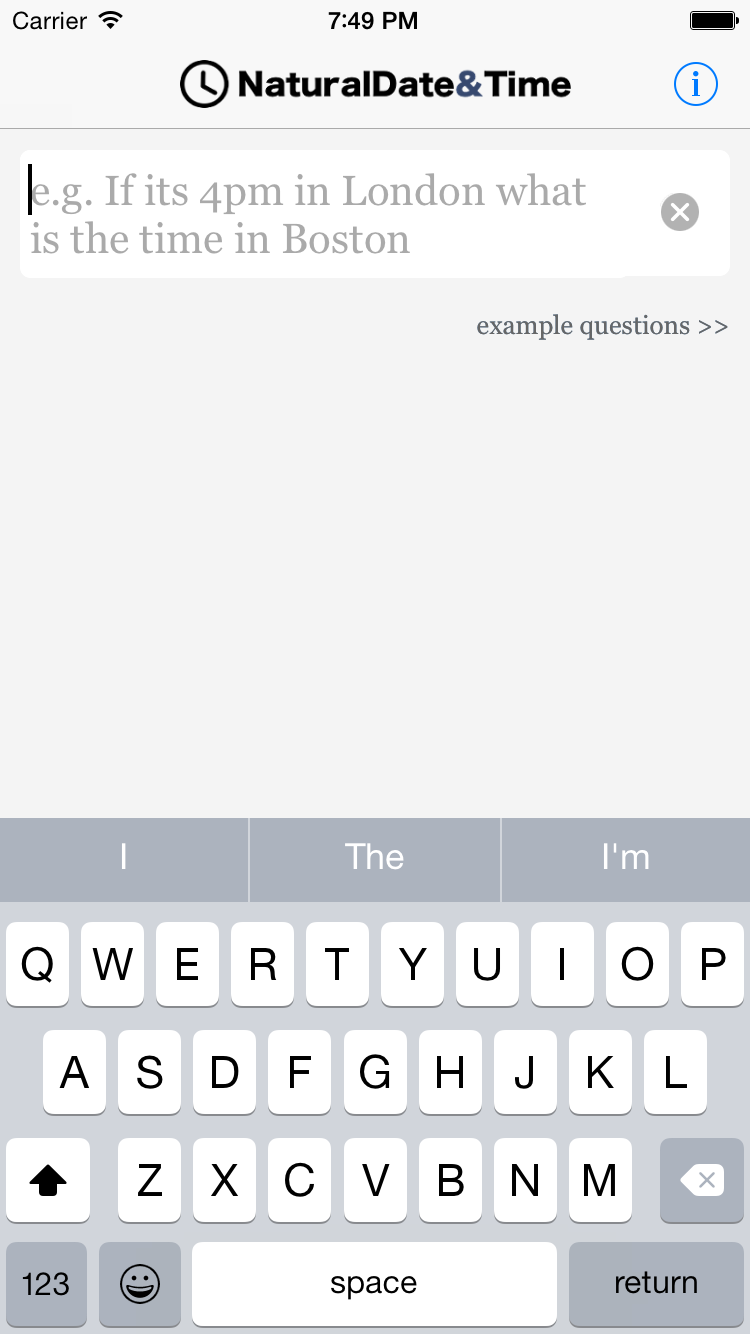 Carrier 7:49 PM
NaturalDate&Time
i
e.g. If its 4pm in London what
is the time in Boston
example questions >>
I The I'm
Q W E R T Y U I O P
A S D F G H J K L
Z X C V B N M
123 space return